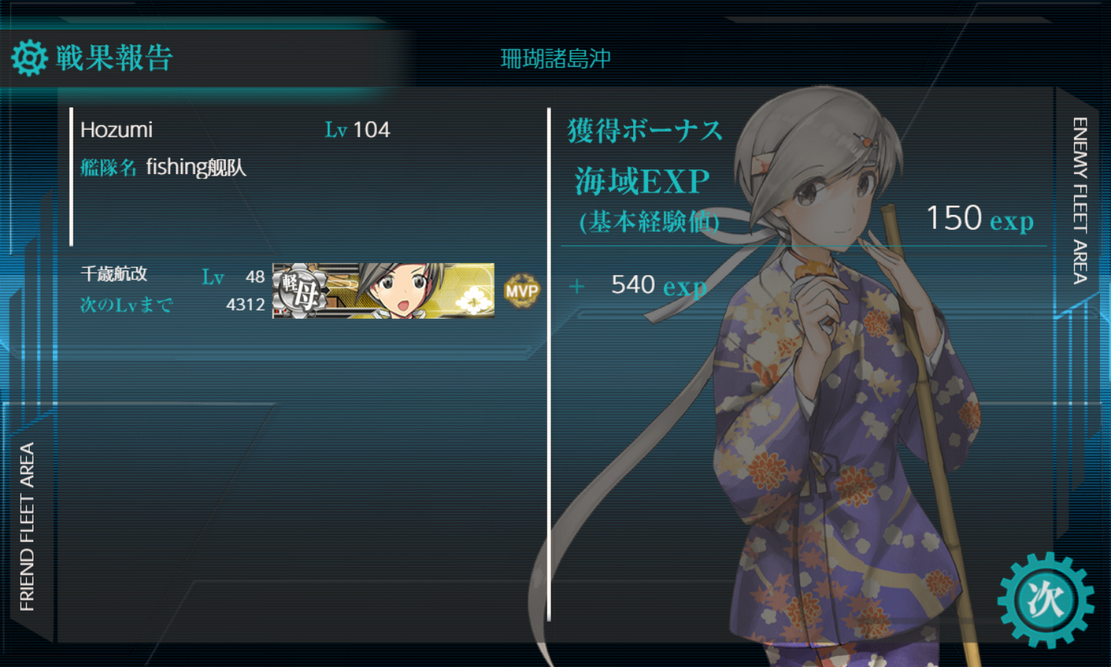 戦果報告
珊瑚諸島沖
Hozumi Lv 104
艦隊名 fishing舰队
千歳航改 Lv 48
次のLvまで 4312
軽母
MVP
獲得ボーナス
海域EXP
(基本経験値)
150 exp
+ 540 exp
FRIEND FLEET AREA
ENEMY FLEET AREA
次